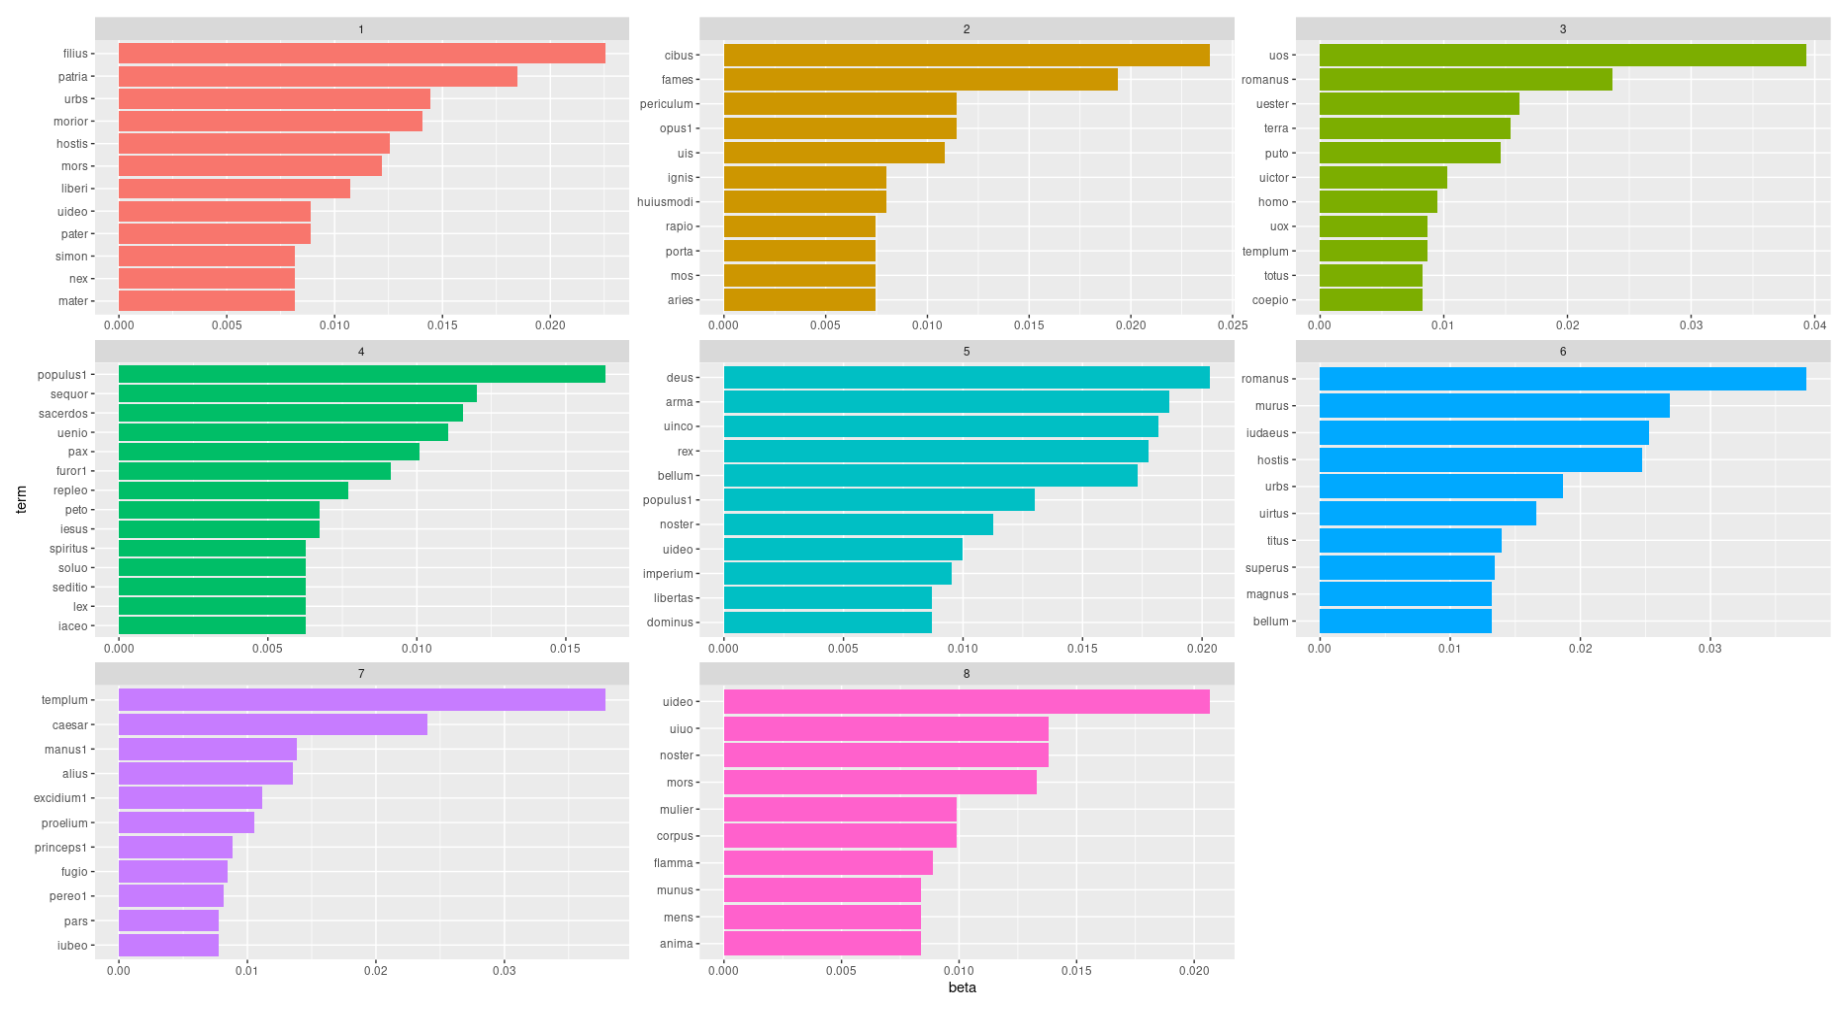 1
filius
patria
urbs
morior
hostis
mors
liberi
uideo
pater
simon
nex
mater
0.000 0.005 0.010 0.015 0.020
2
cibus
fames
periculum
opus1
uis
ignis
huiusmodi
rapio
porta
mos
aries
0.000 0.005 0.010 0.015 0.020 0.025
3
uos
romanus
uester
terra
puto
uictor
homo
uox
templum
totus
coepio
0.00 0.01 0.02 0.03 0.04
4
populus1
sequor
sacerdos
uenio
pax
furor1
repleo
peto
iesus
spiritus
soluo
seditio
lex
iaceo
0.000 0.005 0.010 0.015
5
deus
arma
uinco
rex
bellum
populus1
noster
uideo
imperium
libertas
dominus
0.000 0.005 0.010 0.015 0.020
6
romanus
murus
iudaeus
hostis
urbs
uirtus
titus
superus
magnus
bellum
0.00 0.01 0.02 0.03
7
templum
caesar
manus1
alius
excidium1
proelium
princeps1
fugio
pereo1
pars
iubeo
0.00 0.01 0.02 0.03
8
uideo
uiuo
noster
mors
mulier
corpus
flamma
munus
mens
anima
0.000 0.005 0.010 0.015 0.020
term
beta